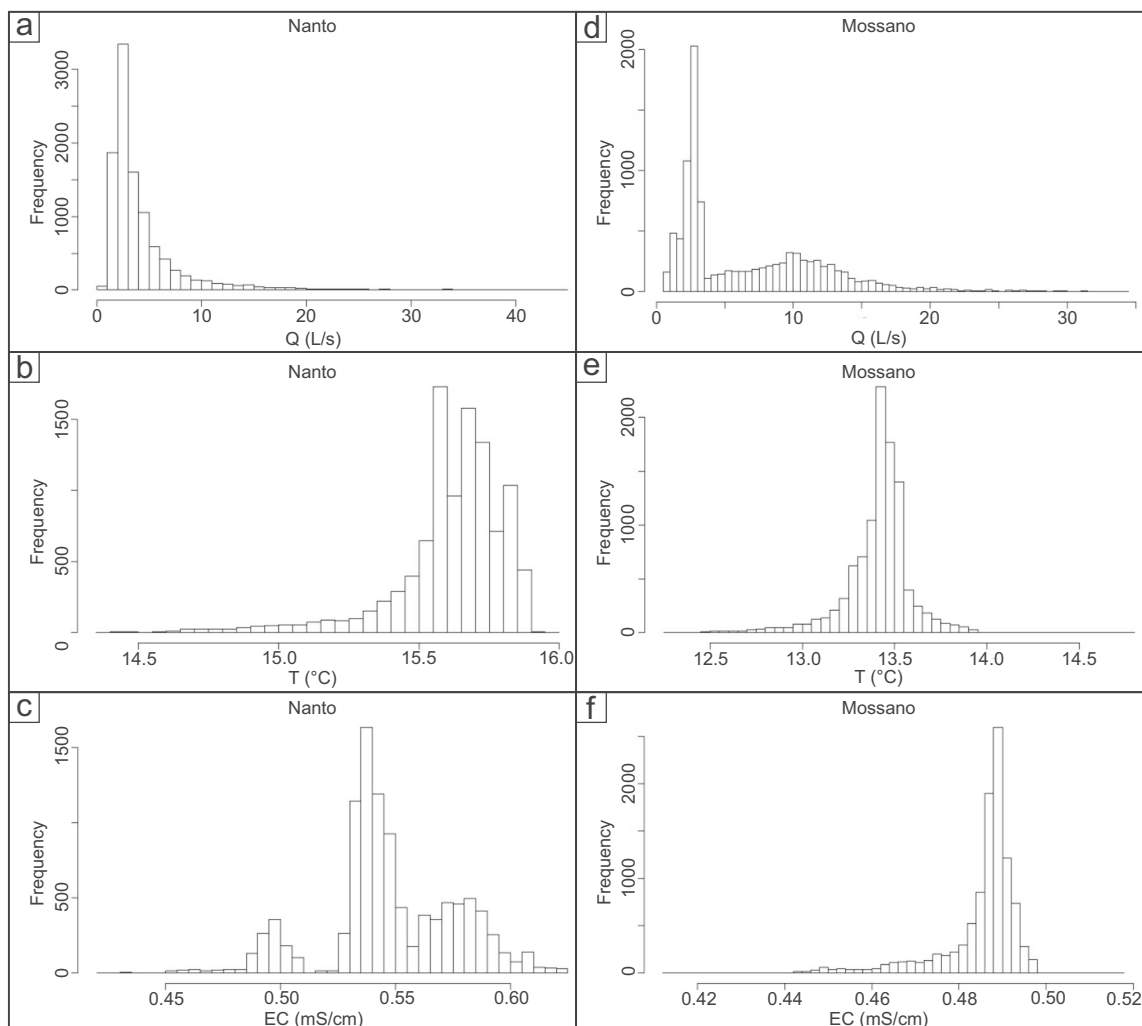 a
Nanto
Frequency
0 1000 2000 3000
0 10 20 30 40
Q (L/s)
b
Nanto
Frequency
0 500 1500
14.5 15.0 15.5 16.0
T (°C)
c
Nanto
Frequency
0 500 1500
0.45 0.50 0.55 0.60
EC (mS/cm)
d
Mossano
Frequency
0 1000 2000
0 10 20 30
Q (L/s)
e
Mossano
Frequency
0 1000 2000
12.5 13.0 13.5 14.0 14.5
T (°C)
f
Mossano
Frequency
0 1000 2000
0.42 0.44 0.46 0.48 0.50 0.52
EC (mS/cm)